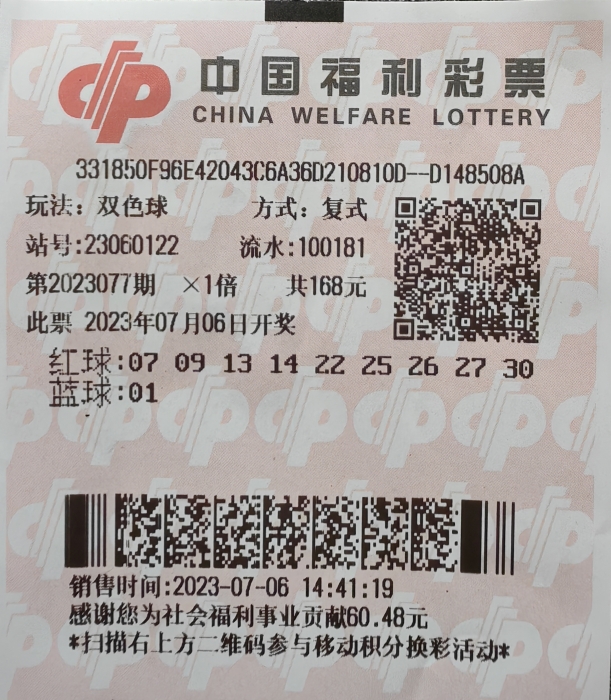 中国福利彩票
CHINA WELFARE LOTTERY
331850F96E42043C6A36D210810D--D148508A
玩法：双色球 方式：复式
站号:23060122 流水:100181
第2023077期 ×1倍 共168元
此票 2023年07月06日开奖
红球:07 09 13 14 22 25 26 27 30
蓝球:01
销售时间:2023-07-06 14:41:19
感谢您为社会福利事业贡献60.48元
*扫描右上方二维码参与移动积分换彩活动*